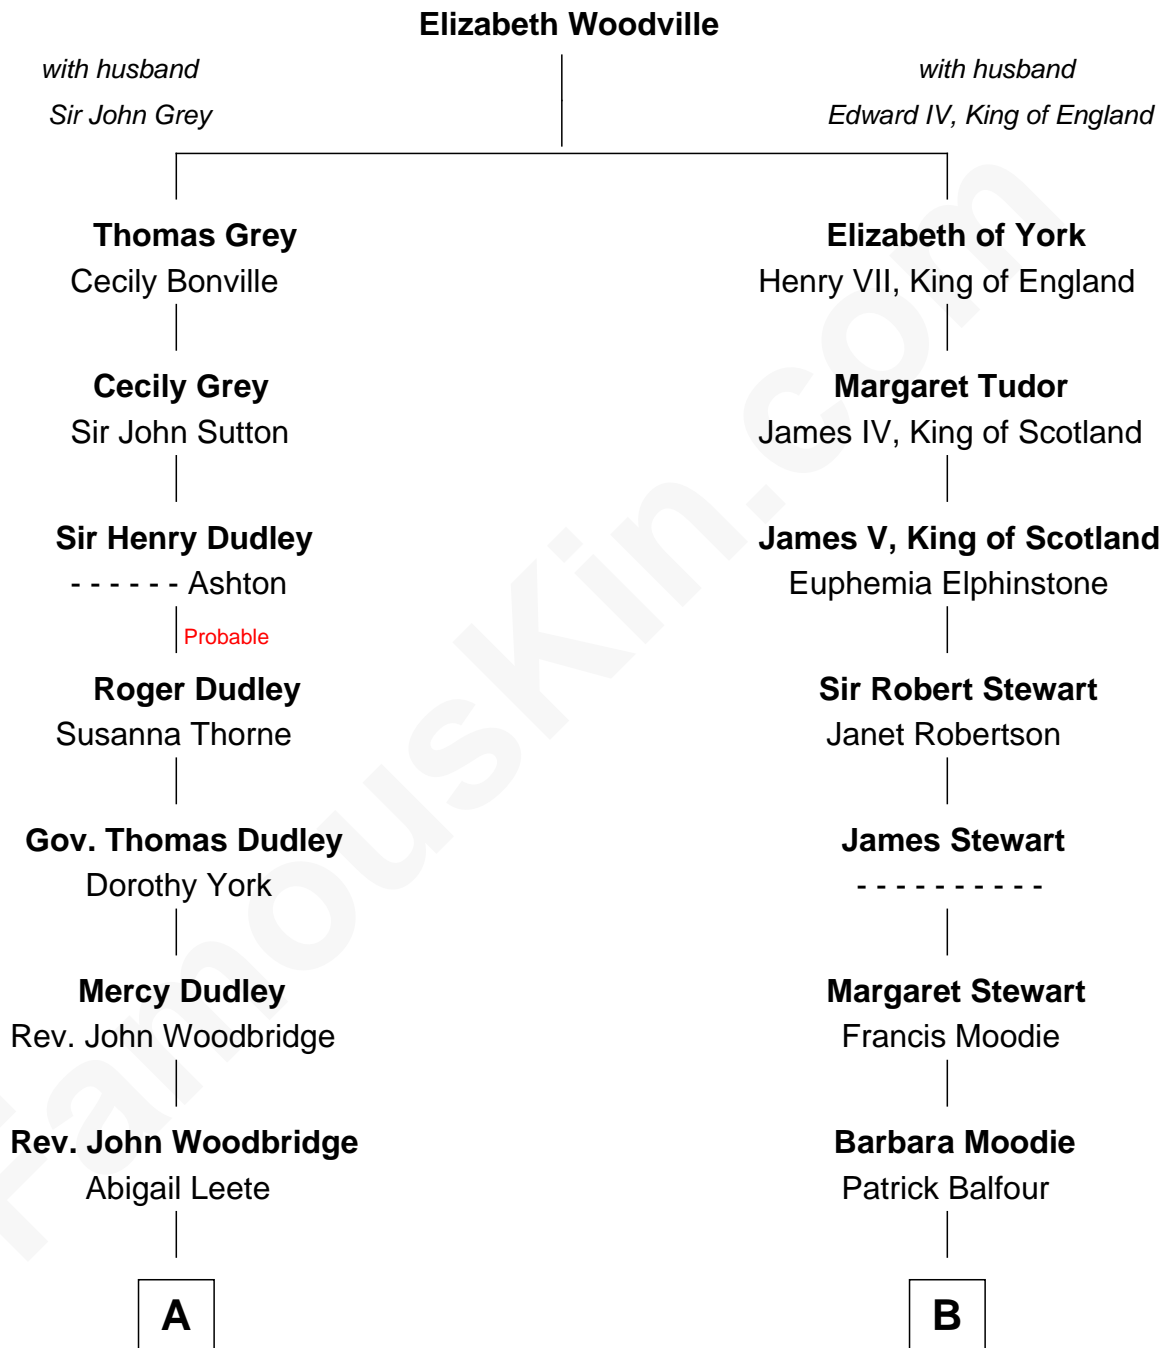 Elizabeth Woodville
with husband
Sir John Grey
with husband
Edward IV, King of England
Thomas Grey
Cecily Bonville
Elizabeth of York
Henry VII, King of England
Cecily Grey
Sir John Sutton
Margaret Tudor
James IV, King of Scotland
Sir Henry Dudley
- - - - - - Ashton
James V, King of Scotland
Euphemia Elphinstone
Probable
Roger Dudley
Susanna Thorne
Sir Robert Stewart
Janet Robertson
Gov. Thomas Dudley
Dorothy York
James Stewart
- - - - - - - - - -
Mercy Dudley
Rev. John Woodbridge
Margaret Stewart
Francis Moodie
Rev. John Woodbridge
Abigail Leete
Barbara Moodie
Patrick Balfour
A
B
FamousKin.com